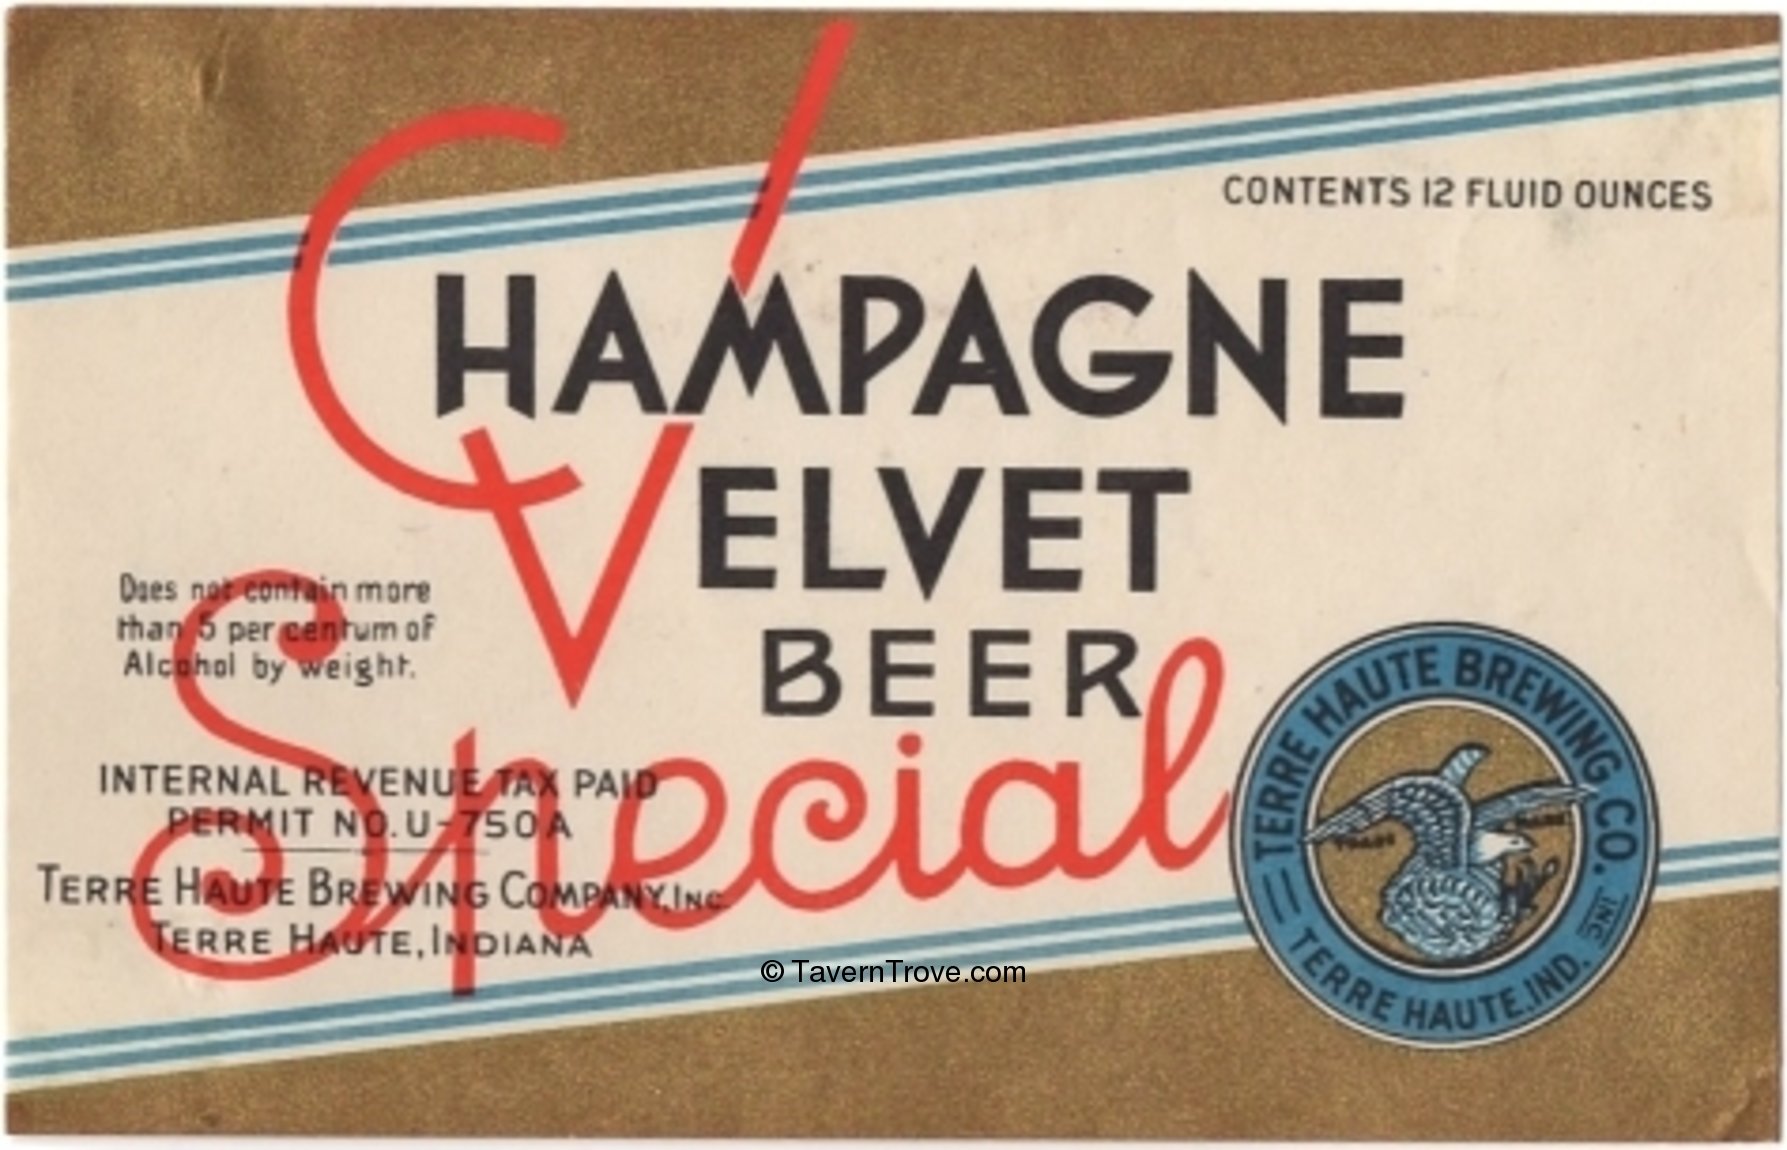 CONTENTS 12 FLUID OUNCES
CHAMPAGNE
VELVET
BEER
Special
Does not contain more
than 5 per centum of
Alcohol by weight.
INTERNAL REVENUE TAX PAID
PERMIT NO. U-750A
TERRE HAUTE BREWING COMPANY, INC.
TERRE HAUTE, INDIANA
TERRE HAUTE BREWING CO. INC
TRADE MARK
TERRE HAUTE, IND.
© TavernTrove.com